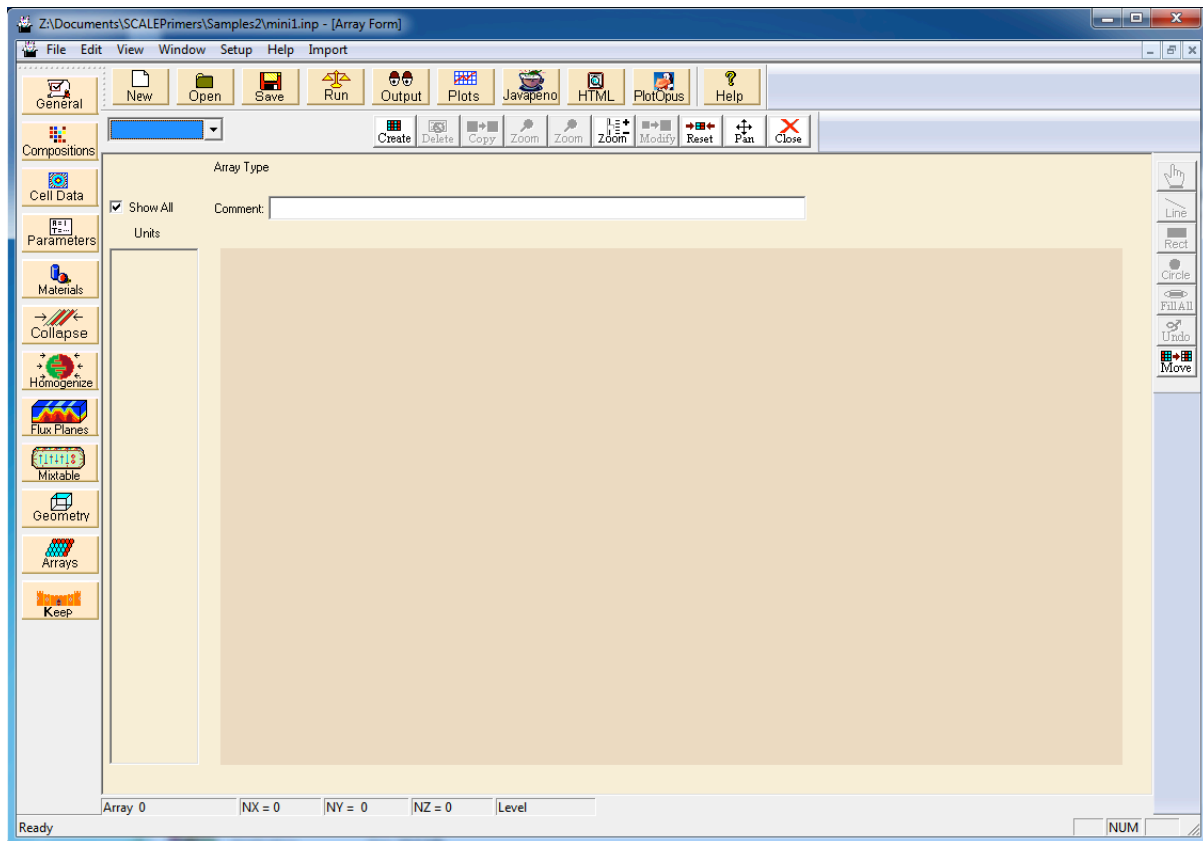 Z:\Documents\SCALEPrimers\Samples2\mini1.inp - [Array Form]
File Edit View Window Setup Help Import
General
New Open Save Run Output Plots Javapeno HTML PlotOpus Help
Create Delete Copy Zoom Zoom Zoom Modify Reset Pan Close
Compositions
Array Type
Cell Data
Show All
Comment:
Line
Parameters
Units
Rect
Materials
Circle
FillAll
Collapse
Undo
Move
Homogenize
Flux Planes
Mixtable
Geometry
Arrays
Keep
Array 0 NX = 0 NY = 0 NZ = 0 Level
Ready NUM